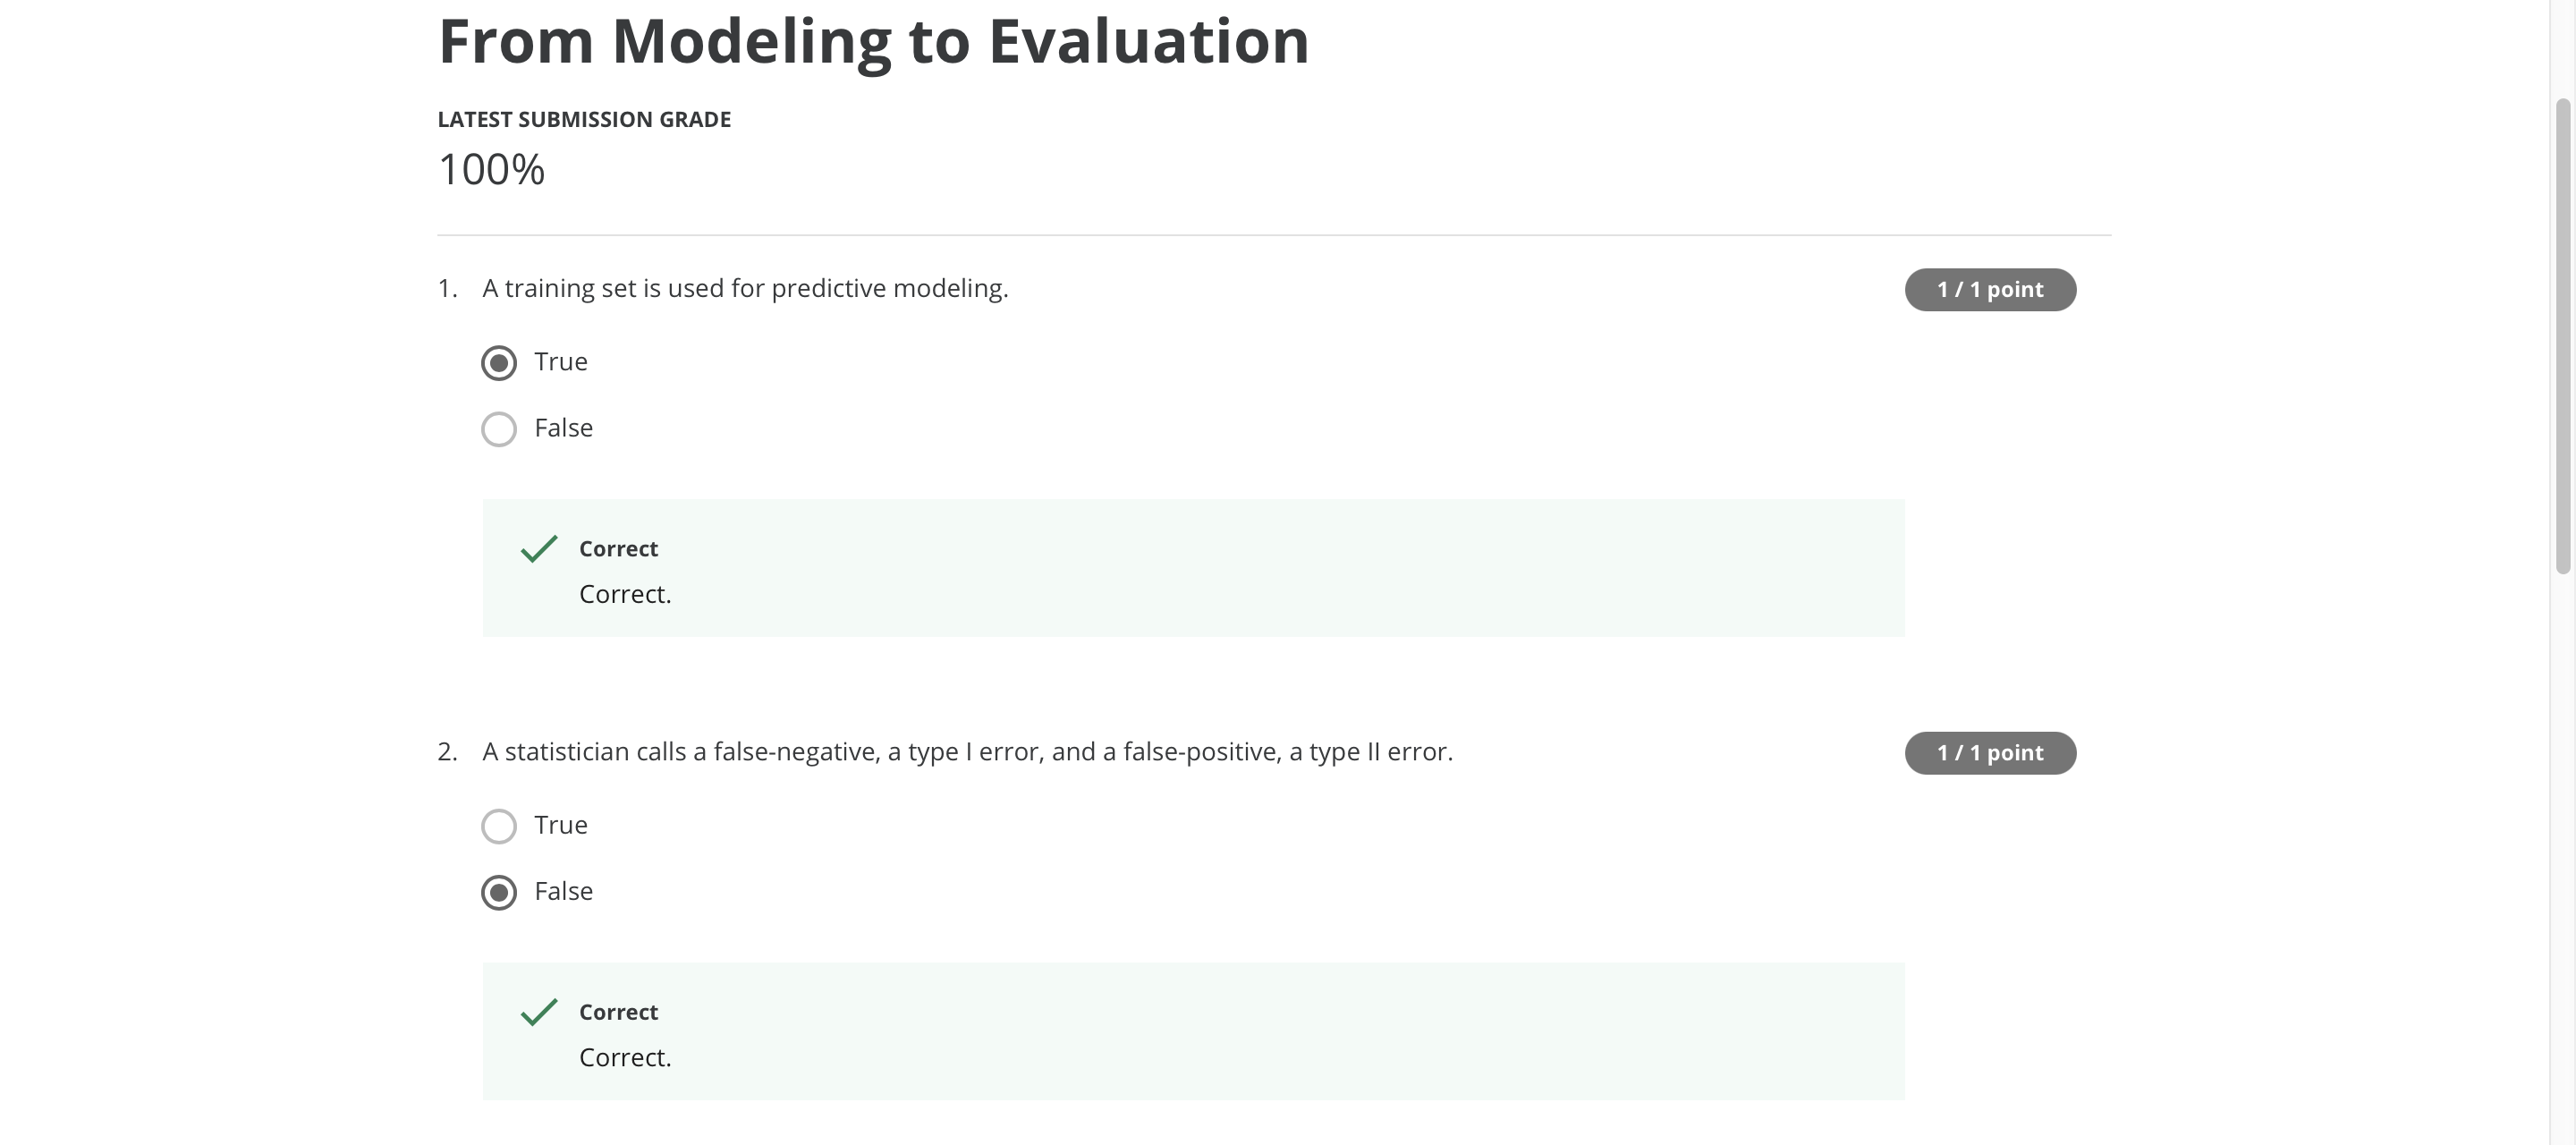 From Modeling to Evaluation
LATEST SUBMISSION GRADE
100%
1. A training set is used for predictive modeling.
1 / 1 point
True
False
Correct
Correct.
2. A statistician calls a false-negative, a type I error, and a false-positive, a type II error.
1 / 1 point
True
False
Correct
Correct.